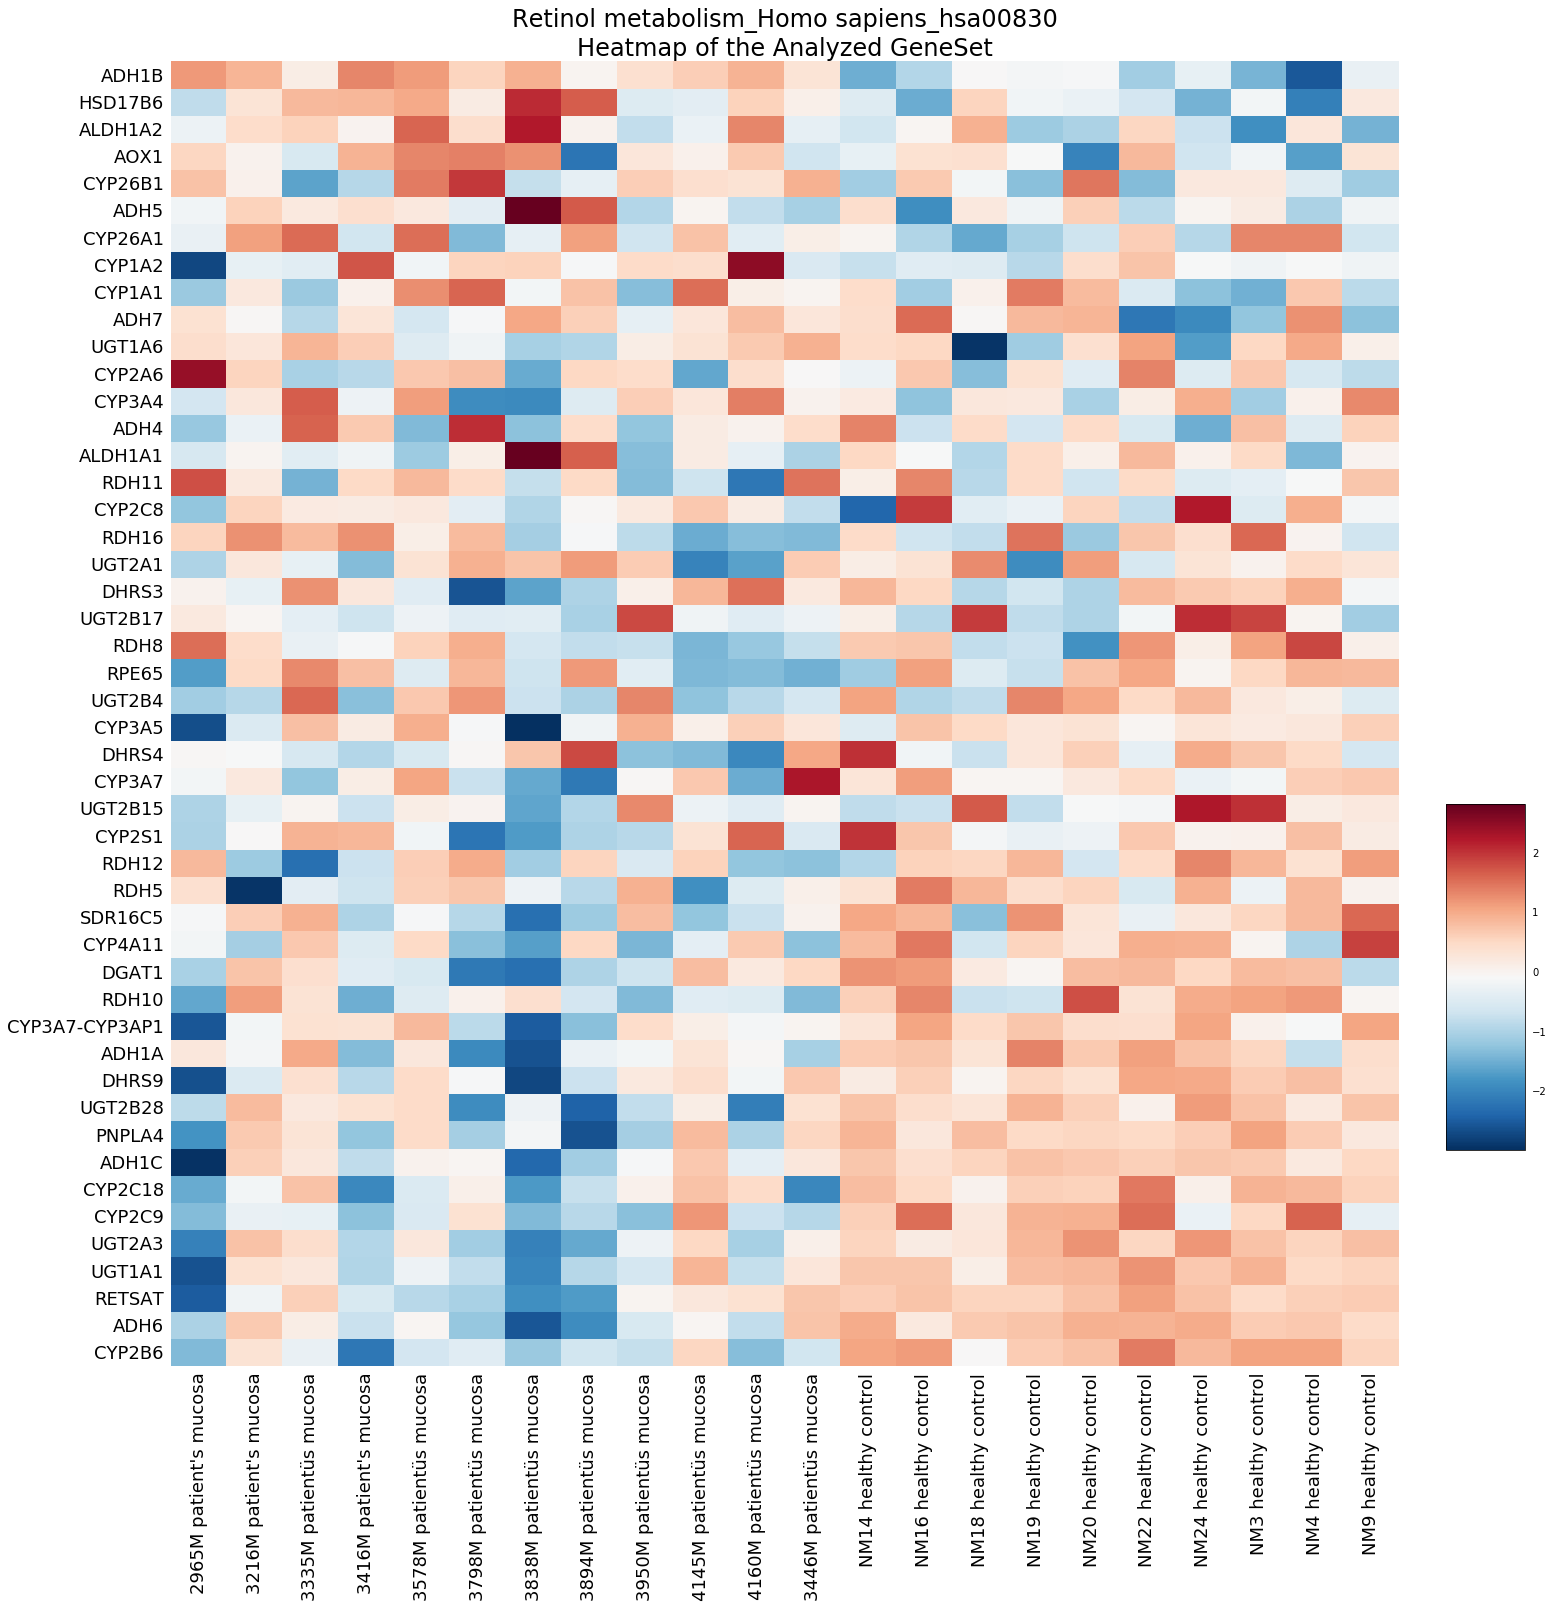 Retinol metabolism_Homo sapiens_hsa00830
Heatmap of the Analyzed GeneSet
ADH1B
HSD17B6
ALDH1A2
AOX1
CYP26B1
ADH5
CYP26A1
CYP1A2
CYP1A1
ADH7
UGT1A6
CYP2A6
CYP3A4
ADH4
ALDH1A1
RDH11
CYP2C8
RDH16
UGT2A1
DHRS3
UGT2B17
RDH8
RPE65
UGT2B4
CYP3A5
DHRS4
CYP3A7
UGT2B15
CYP2S1
RDH12
RDH5
SDR16C5
CYP4A11
DGAT1
RDH10
CYP3A7-CYP3AP1
ADH1A
DHRS9
UGT2B28
PNPLA4
ADH1C
CYP2C18
CYP2C9
UGT2A3
UGT1A1
RETSAT
ADH6
CYP2B6
2965M patient's mucosa
3216M patient's mucosa
3335M patientüs mucosa
3416M patient's mucosa
3578M patientüs mucosa
3798M patientüs mucosa
3838M patientüs mucosa
3894M patientüs mucosa
3950M patientüs mucosa
4145M patientüs mucosa
4160M patientüs mucosa
3446M patientüs mucosa
NM14 healthy control
NM16 healthy control
NM18 healthy control
NM19 healthy control
NM20 healthy control
NM22 healthy control
NM24 healthy control
NM3 healthy control
NM4 healthy control
NM9 healthy control
2
1
0
−1
−2